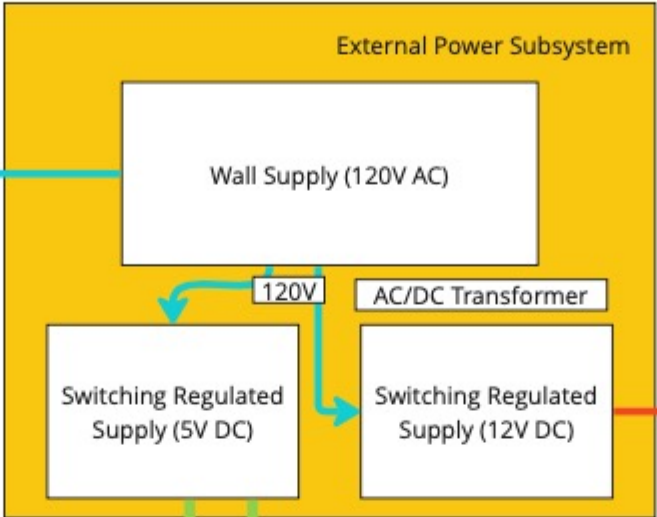 External Power Subsystem
Wall Supply (120V AC)
120V
AC/DC Transformer
Switching Regulated
Supply (5V DC)
Switching Regulated
Supply (12V DC)